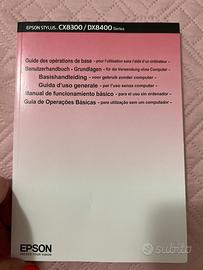 EPSON STYLUS CX8300 / DX8400 Series
Guide des opérations de base - pour l'utilisation sans l'aide d'un ordinateur -
Benutzerhandbuch - Grundlagen - für die Verwendung ohne Computer -
Basishandleiding - voor gebruik zonder computer -
Guida d'uso generale - per l'uso senza computer -
Manual de funcionamiento básico - para el uso sin ordenador -
Guia de Operações Básicas - para utilização sem um computador -
EPSON
EXCEED YOUR VISION
subito